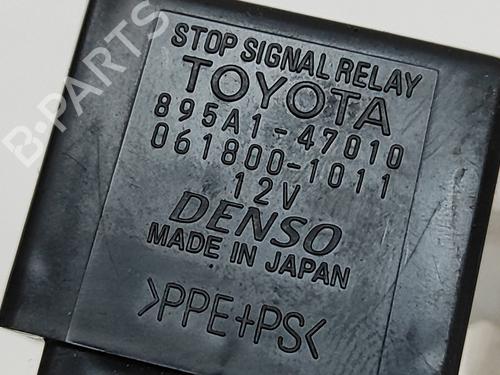 STOP SIGNAL RELAY
TOYOTA
895A1-47010
061800-1011
12V
DENSO
MADE IN JAPAN
>PPE+PS<
B-PARTS